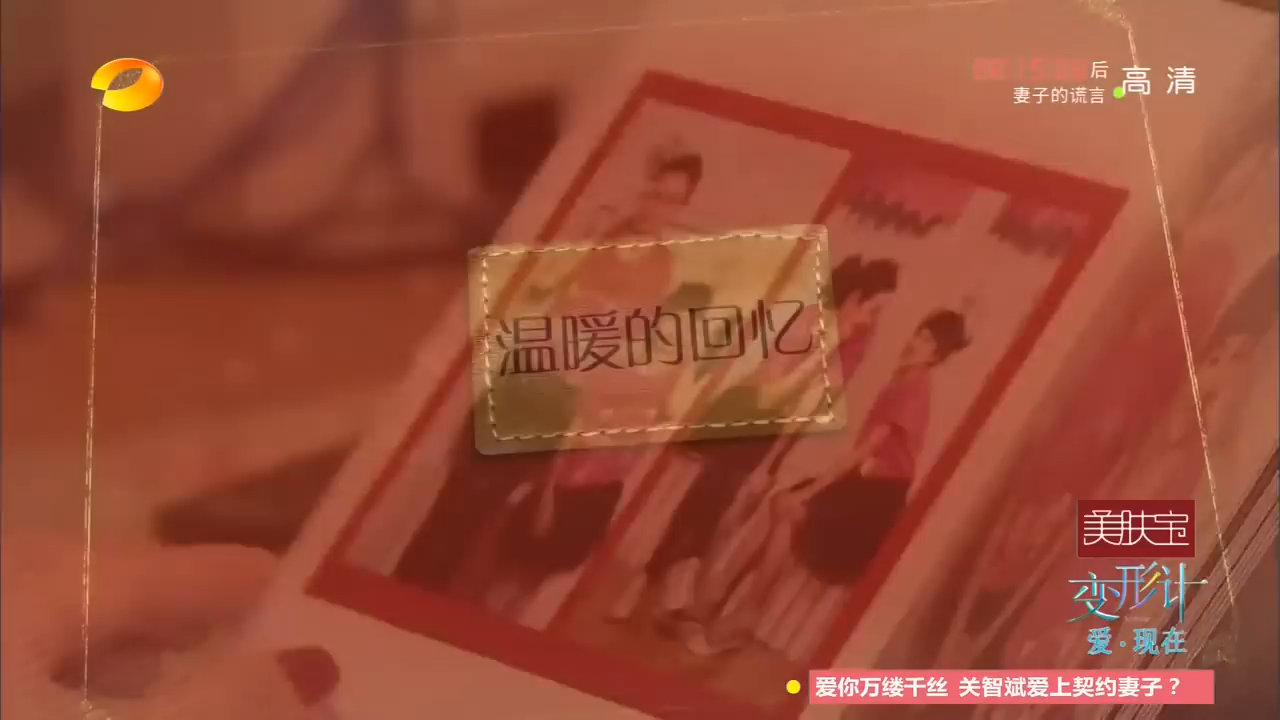 后
妻子的谎言
高清
温暖的回忆
美肤宝
变形计
爱·现在
爱你万缕千丝 关智斌爱上契约妻子？